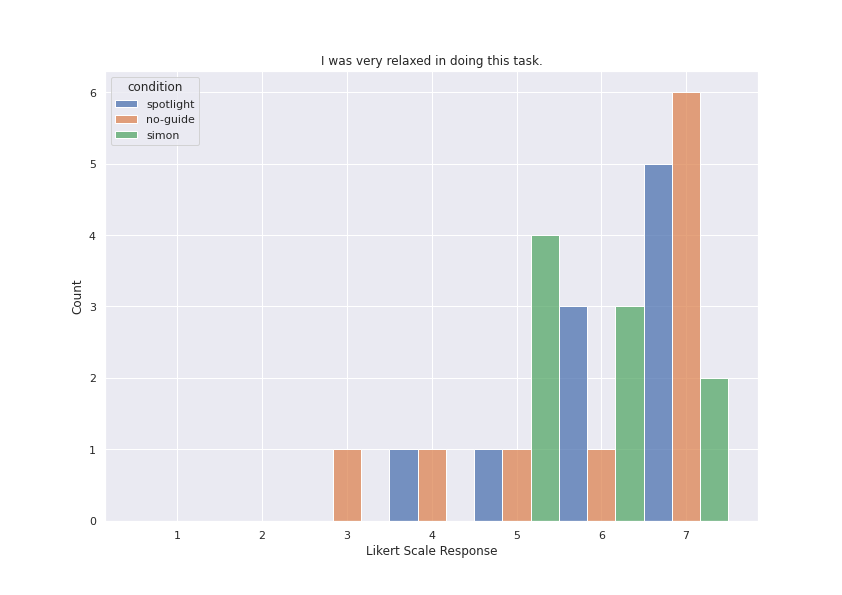 I was very relaxed in doing this task.
condition
spotlight
no-guide
simon
6
5
4
3
2
1
0
Count
1 2 3 4 5 6 7
Likert Scale Response